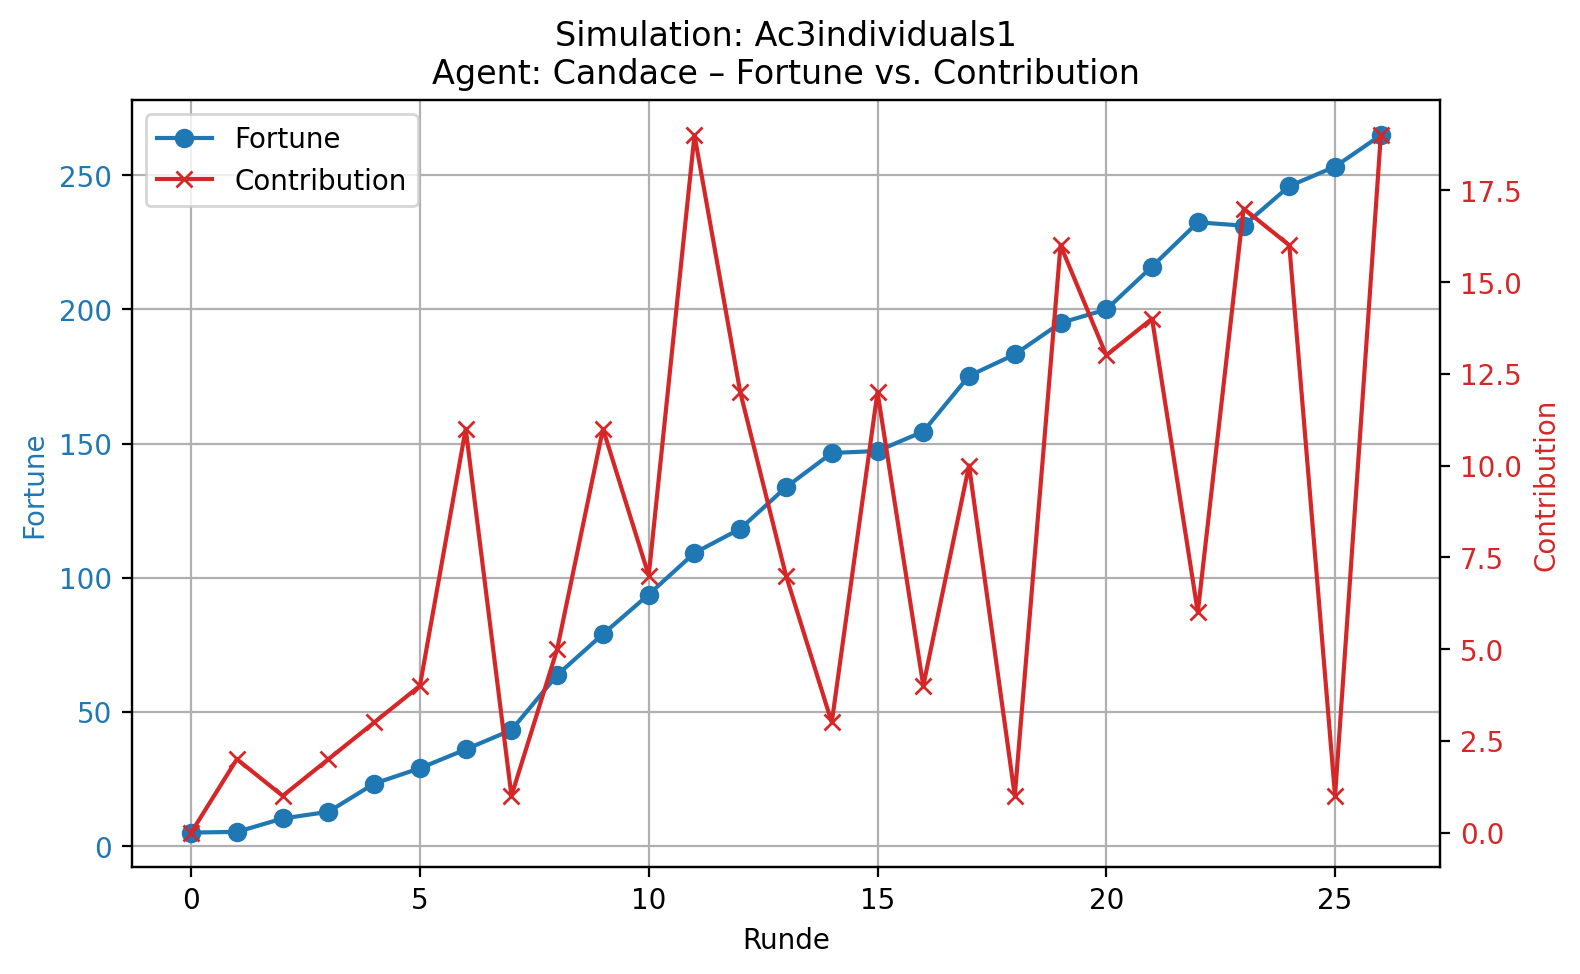 Simulation: Ac3individuals1
Agent: Candace – Fortune vs. Contribution
Fortune
Contribution
250
200
150
100
50
0
Fortune
17.5
15.0
12.5
10.0
7.5
5.0
2.5
0.0
Contribution
0 5 10 15 20 25
Runde